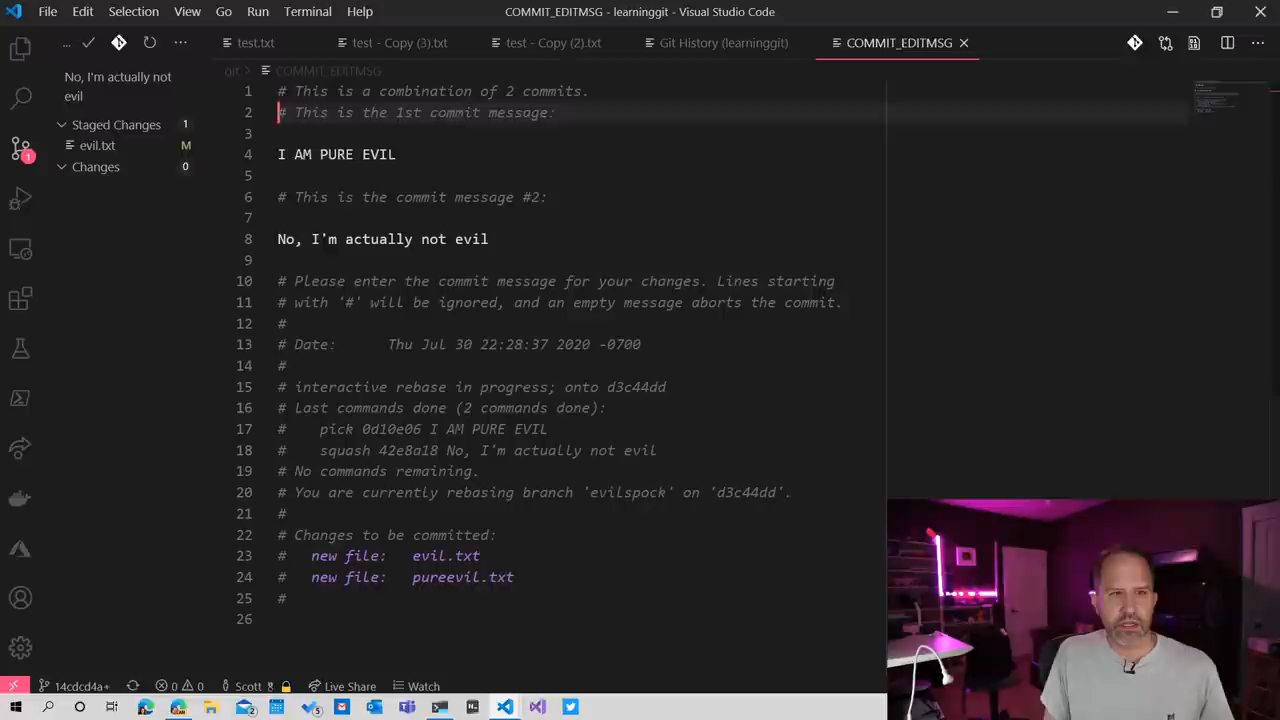 File Edit Selection View Go Run Terminal Help
COMMIT_EDITMSG - learninggit - Visual Studio Code
...
test.txt
test - Copy (3).txt
test - Copy (2).txt
Git History (learninggit)
COMMIT_EDITMSG
No, I'm actually not
evil
Staged Changes 1
evil.txt M
Changes 0
1
.git > COMMIT_EDITMSG
1 # This is a combination of 2 commits.
2 # This is the 1st commit message:
3
4 I AM PURE EVIL
5
6 # This is the commit message #2:
7
8 No, I'm actually not evil
9
10 # Please enter the commit message for your changes. Lines starting
11 # with '#' will be ignored, and an empty message aborts the commit.
12 #
13 # Date: Thu Jul 30 22:28:37 2020 -0700
14 #
15 # interactive rebase in progress; onto d3c44dd
16 # Last commands done (2 commands done):
17 # pick 0d10e06 I AM PURE EVIL
18 # squash 42e8a18 No, I'm actually not evil
19 # No commands remaining.
20 # You are currently rebasing branch 'evilspock' on 'd3c44dd'.
21 #
22 # Changes to be committed:
23 # new file: evil.txt
24 # new file: pureevil.txt
25 #
26
14cdcd4a+ 0 0 Scott Live Share Watch